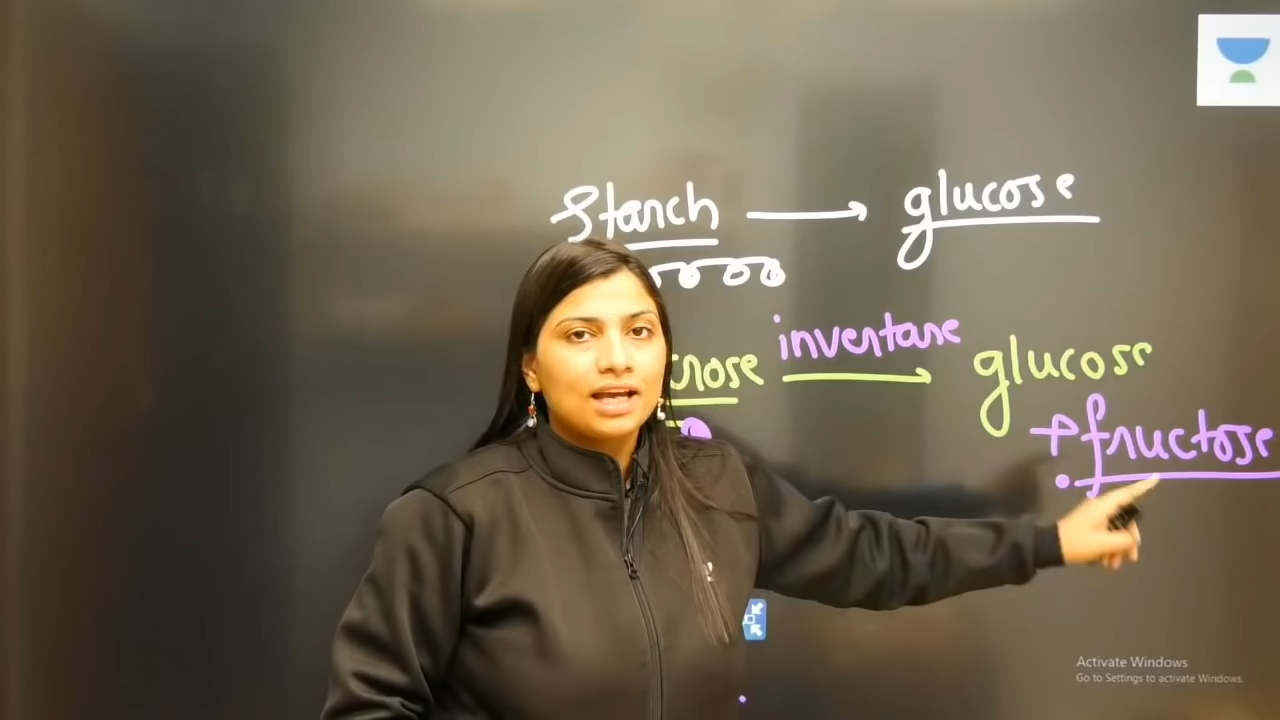 Starch → glucose
crose invertase → glucose
+ fructose
Activate Windows
Go to Settings to activate Windows.